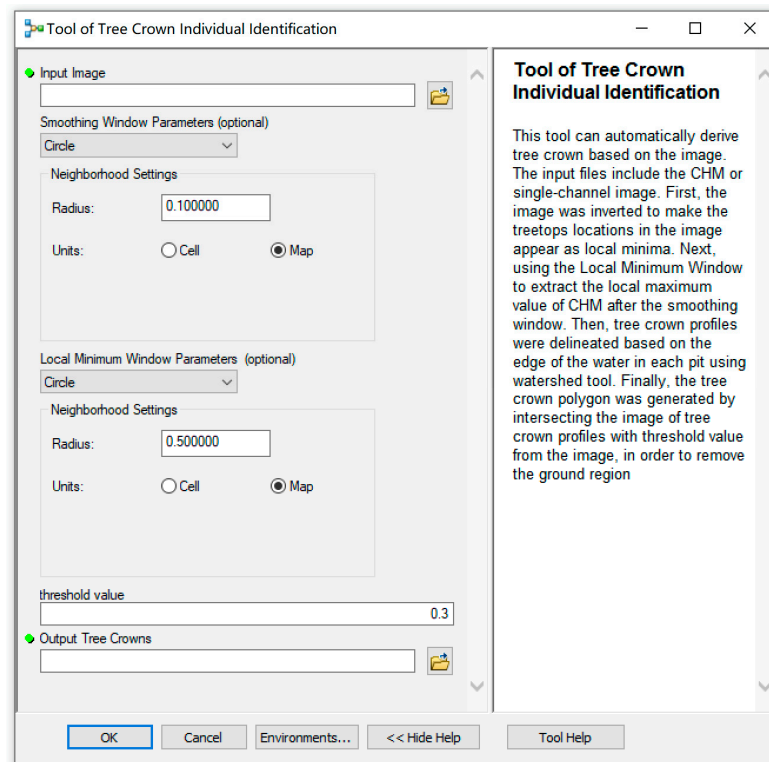 Tool of Tree Crown Individual Identification
Input Image
Smoothing Window Parameters (optional)
Circle
Neighborhood Settings
Radius:
0.100000
Units:
Cell
Map
Local Minimum Window Parameters (optional)
Circle
Neighborhood Settings
Radius:
0.500000
Units:
Cell
Map
threshold value
0.3
Output Tree Crowns
Tool of Tree Crown
Individual Identification
This tool can automatically derive
tree crown based on the image.
The input files include the CHM or
single-channel image. First, the
image was inverted to make the
treetops locations in the image
appear as local minima. Next,
using the Local Minimum Window
to extract the local maximum
value of CHM after the smoothing
window. Then, tree crown profiles
were delineated based on the
edge of the water in each pit using
watershed tool. Finally, the tree
crown polygon was generated by
intersecting the image of tree
crown profiles with threshold value
from the image, in order to remove
the ground region
OK
Cancel
Environments...
<< Hide Help
Tool Help